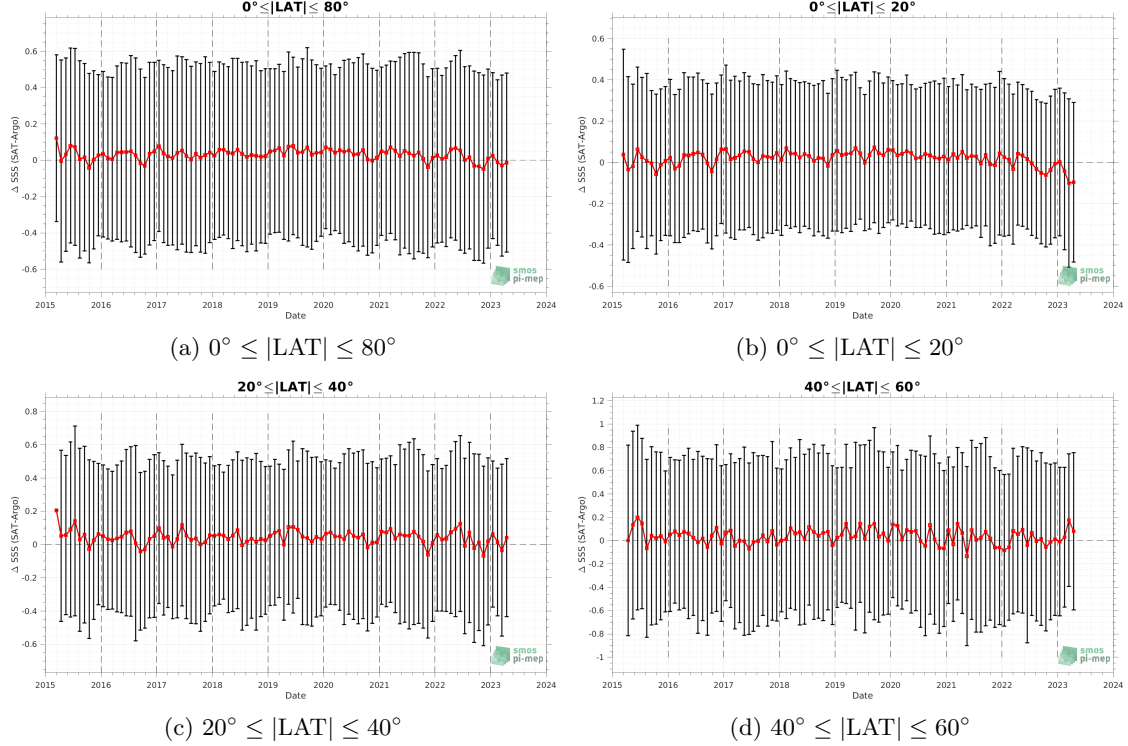 0°≤|LAT|≤ 80°
Δ SSS (SAT-Argo)
0.6
0.4
0.2
0
-0.2
-0.4
-0.6
smos
pi-mep
2015 2016 2017 2018 2019 2020 2021 2022 2023 2024
Date
(a) 0° ≤ |LAT| ≤ 80°
0°≤|LAT|≤ 20°
Δ SSS (SAT-Argo)
0.6
0.4
0.2
0
-0.2
-0.4
-0.6
smos
pi-mep
2015 2016 2017 2018 2019 2020 2021 2022 2023 2024
Date
(b) 0° ≤ |LAT| ≤ 20°
20°≤|LAT|≤ 40°
Δ SSS (SAT-Argo)
0.8
0.6
0.4
0.2
0
-0.2
-0.4
-0.6
smos
pi-mep
2015 2016 2017 2018 2019 2020 2021 2022 2023 2024
Date
(c) 20° ≤ |LAT| ≤ 40°
40°≤|LAT|≤ 60°
Δ SSS (SAT-Argo)
1.2
1
0.8
0.6
0.4
0.2
0
-0.2
-0.4
-0.6
-0.8
-1
smos
pi-mep
2015 2016 2017 2018 2019 2020 2021 2022 2023 2024
Date
(d) 40° ≤ |LAT| ≤ 60°